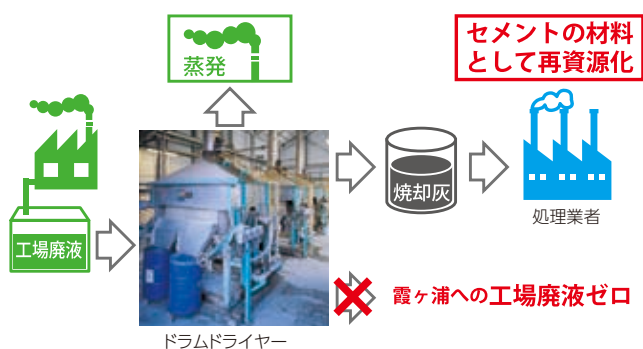 蒸発
セメントの材料
として再資源化
工場廃液
焼却灰
処理業者
霞ヶ浦への工場廃液ゼロ
ドラムドライヤー